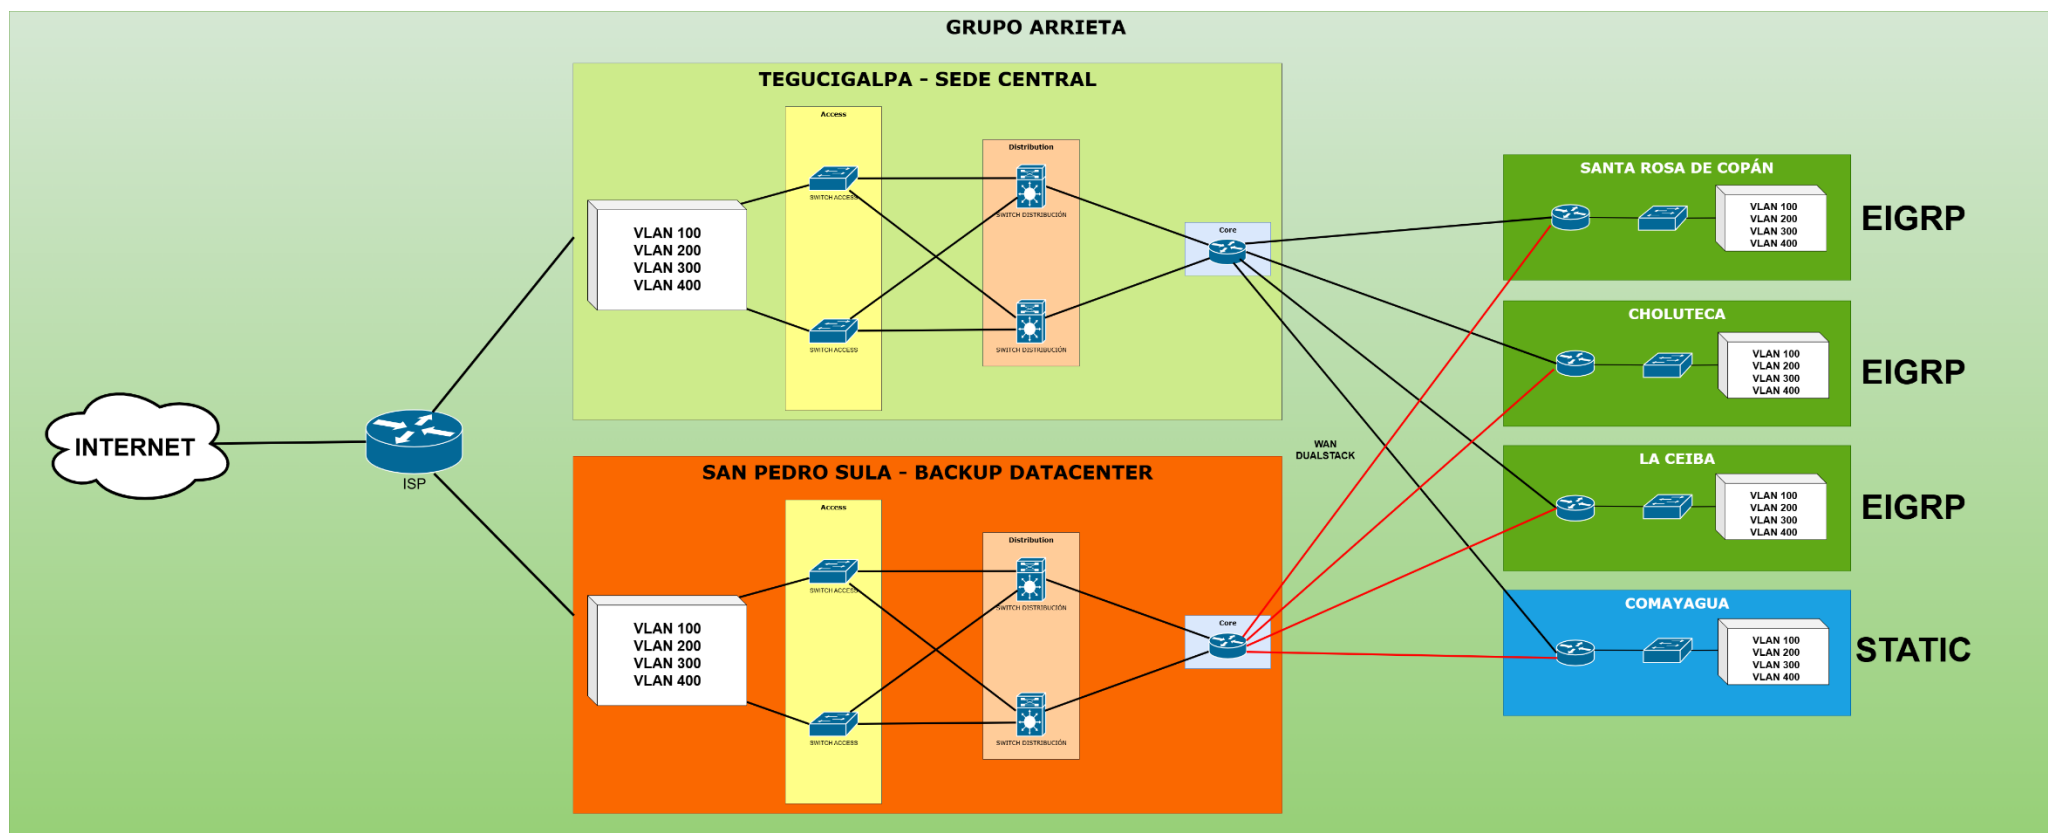 GRUPO ARRIETA
TEGUCIGALPA - SEDE CENTRAL
Access
Distribution
SWITCH ACCESS
SWITCH DISTRIBUCIÓN
VLAN 100
VLAN 200
VLAN 300
VLAN 400
Core
SWITCH ACCESS
SWITCH DISTRIBUCIÓN
INTERNET
ISP
SAN PEDRO SULA - BACKUP DATACENTER
Access
Distribution
SWITCH ACCESS
SWITCH DISTRIBUCIÓN
VLAN 100
VLAN 200
VLAN 300
VLAN 400
Core
SWITCH ACCESS
SWITCH DISTRIBUCIÓN
WAN
DUALSTACK
SANTA ROSA DE COPÁN
VLAN 100
VLAN 200
VLAN 300
VLAN 400
EIGRP
CHOLUTECA
VLAN 100
VLAN 200
VLAN 300
VLAN 400
EIGRP
LA CEIBA
VLAN 100
VLAN 200
VLAN 300
VLAN 400
EIGRP
COMAYAGUA
VLAN 100
VLAN 200
VLAN 300
VLAN 400
STATIC